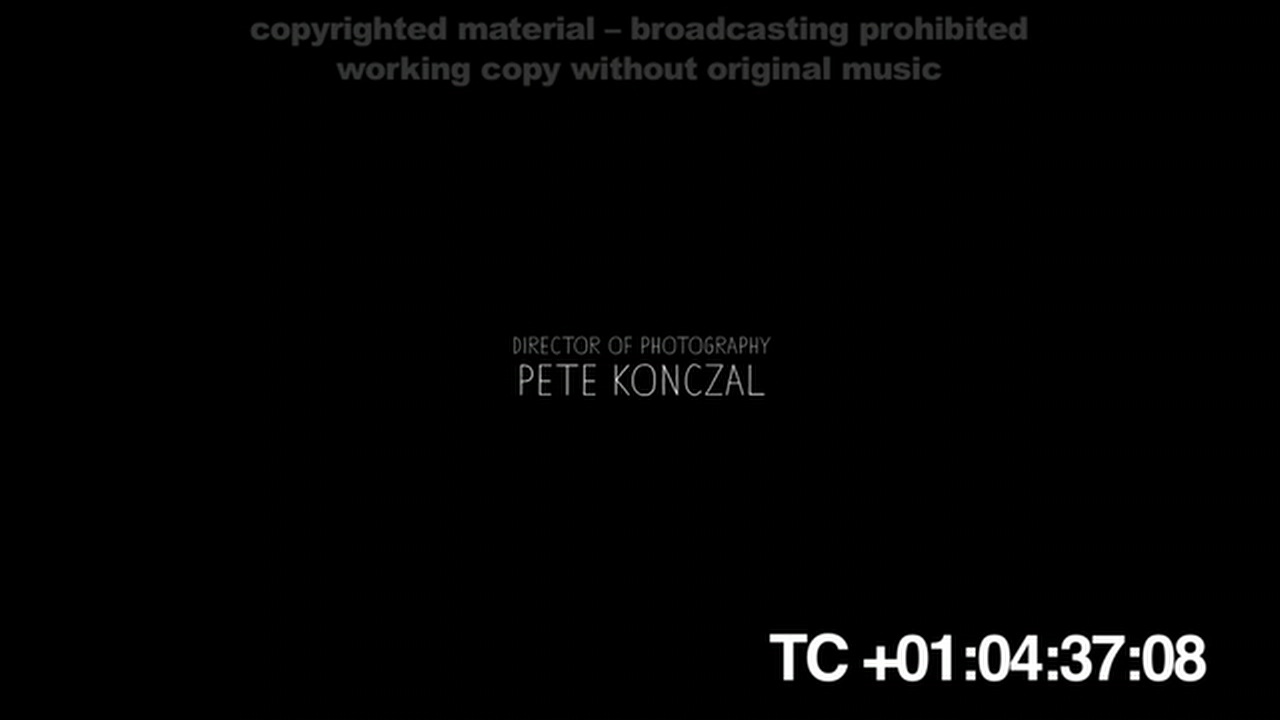 copyrighted material – broadcasting prohibited
working copy without original music
DIRECTOR OF PHOTOGRAPHY
PETE KONCZAL
TC +01:04:37:08